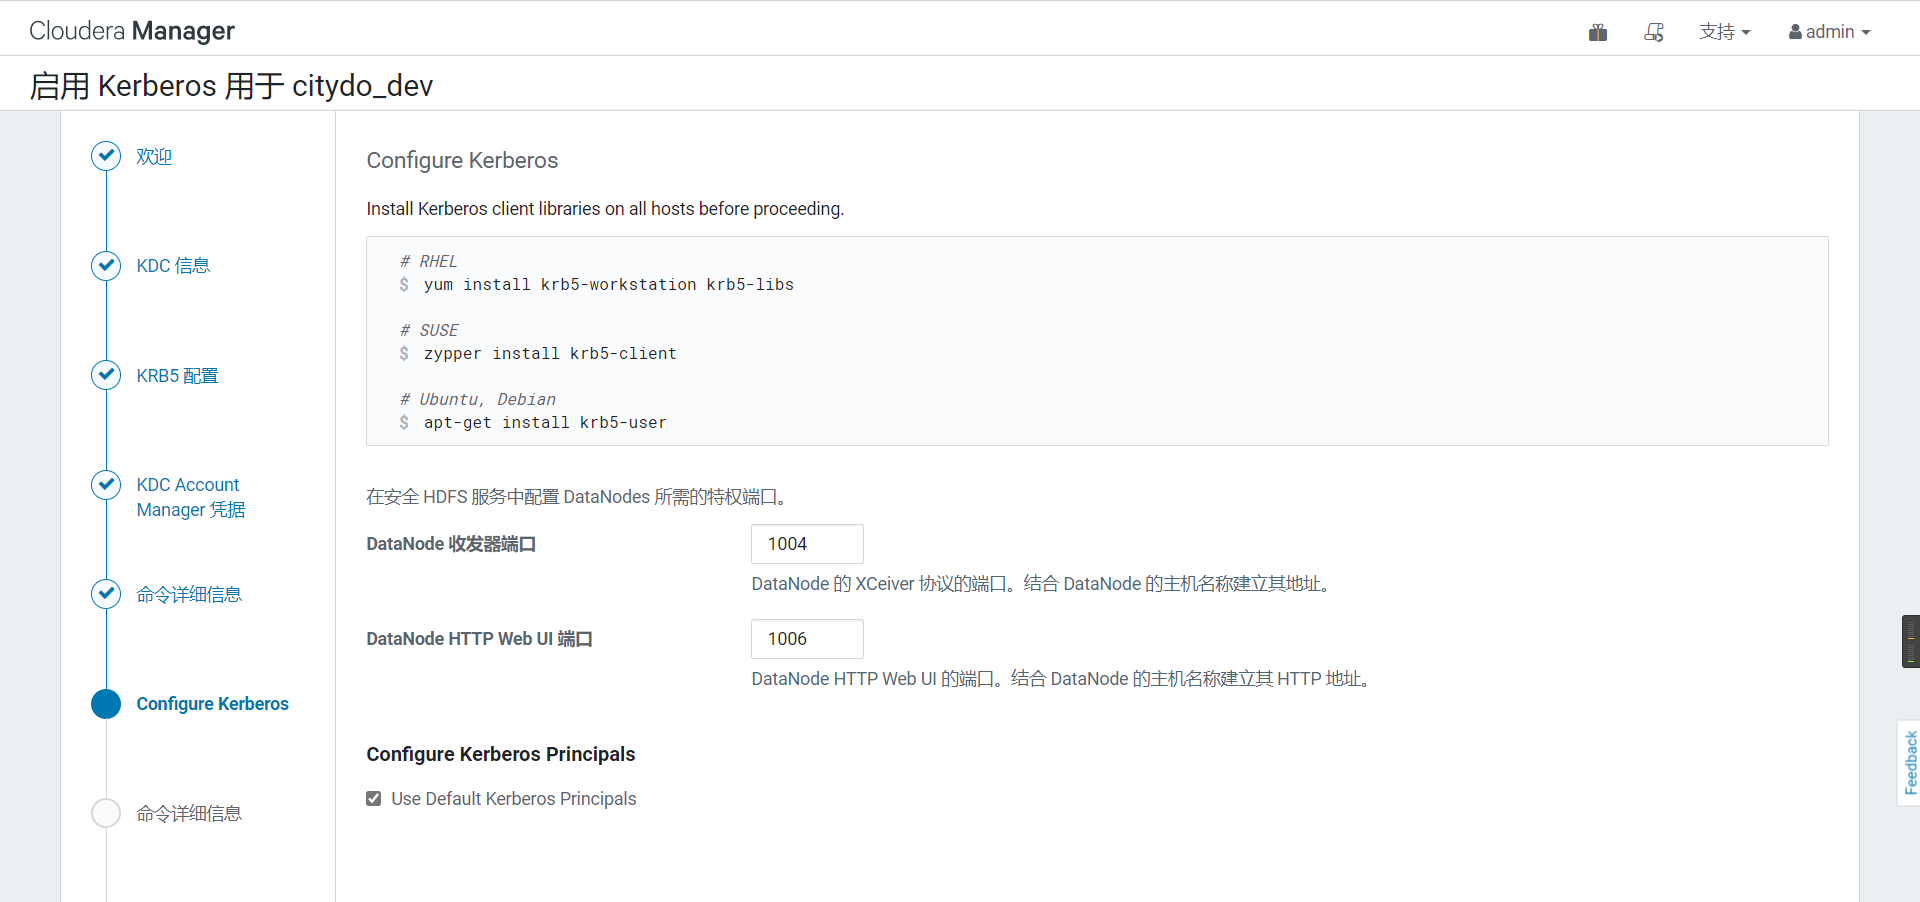 Cloudera Manager
支持
admin
启用 Kerberos 用于 citydo_dev
欢迎
KDC 信息
KRB5 配置
KDC Account
Manager 凭据
命令详细信息
Configure Kerberos
命令详细信息
Configure Kerberos
Install Kerberos client libraries on all hosts before proceeding.
# RHEL
$ yum install krb5-workstation krb5-libs
# SUSE
$ zypper install krb5-client
# Ubuntu, Debian
$ apt-get install krb5-user
在安全 HDFS 服务中配置 DataNodes 所需的特权端口。
DataNode 收发器端口
1004
DataNode 的 XCeiver 协议的端口。结合 DataNode 的主机名称建立其地址。
DataNode HTTP Web UI 端口
1006
DataNode HTTP Web UI 的端口。结合 DataNode 的主机名称建立其 HTTP 地址。
Configure Kerberos Principals
Use Default Kerberos Principals
Feedback